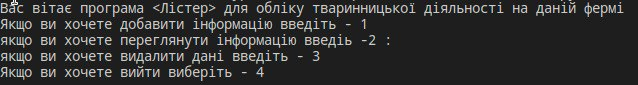 Вас вітає програма <Лістер> для обліку тваринницької діяльності на даній фермі
Якщо ви хочете добавити інформацію введіть - 1
Якщо ви хочете переглянути інформацію введіь -2 :
Якщо ви хочете видалити дані введіть - 3
Якщо ви хочете вийти виберіть - 4